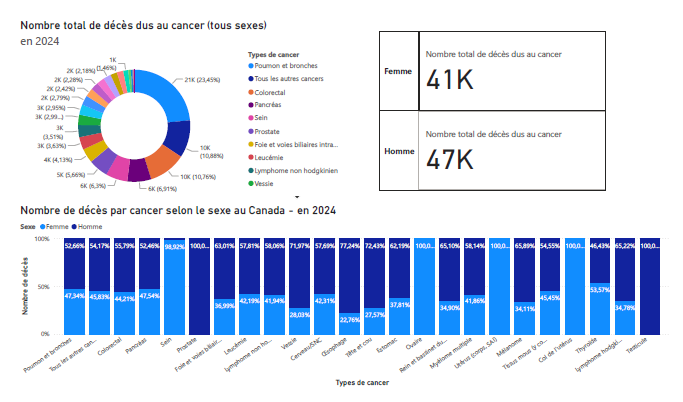 Nombre total de décès dus au cancer (tous sexes)
en 2024
1K
2K (2,18%)
(1,46%)
2K (2,28%)
2K (2,42%)
2K (2,79%)
3K (2,95%)
3K (2,99...)
3K
(3,51%)
3K (3,63%)
4K (4,13%)
5K (5,66%)
6K (6,3%)
6K (6,91%)
10K (10,76%)
10K
(10,88%)
21K (23,45%)
Types de cancer
Poumon et bronches
Tous les autres cancers
Colorectal
Pancréas
Sein
Prostate
Foie et voies biliaires intra...
Leucémie
Lymphome non hodgkinien
Vessie
Femme
Nombre total de décès dus au cancer
41K
Homme
Nombre total de décès dus au cancer
47K
Nombre de décès par cancer selon le sexe au Canada - en 2024
Sexe Femme Homme
Nombre de décès
100%
50%
0%
52,66% 54,17% 55,79% 52,46% 98,92% 100,0... 63,01% 57,81% 58,06% 71,97% 57,69% 77,24% 72,43% 62,19% 100,0... 65,10% 58,14% 100,0... 65,89% 54,55% 100,0... 46,43% 65,22% 100,0...
47,34% 45,83% 44,21% 47,54% 36,99% 42,19% 41,94% 28,03% 42,31% 22,76% 27,57% 37,81% 34,90% 41,86% 34,11% 45,45% 53,57% 34,78%
Poumon et bronches
Tous les autres can...
Colorectal
Pancréas
Sein
Prostate
Foie et voies biliair...
Leucémie
Lymphome non ho...
Vessie
Cerveau/SNC
Œsophage
Tête et cou
Estomac
Ovaire
Rein et bassinet du...
Myélome multiple
Utérus (corps, SAI)
Mélanome
Tissus mous (y co...
Col de l'utérus
Thyroïde
Lymphome hodgki...
Testicule
Types de cancer